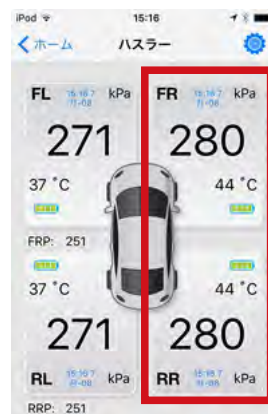 iPod 15:16
ホーム ハスラー
FL kPa FR kPa
271 280
37 °C 44 °C
FRP: 251
37 °C 44 °C
271 280
RL kPa RR kPa
RRP: 251